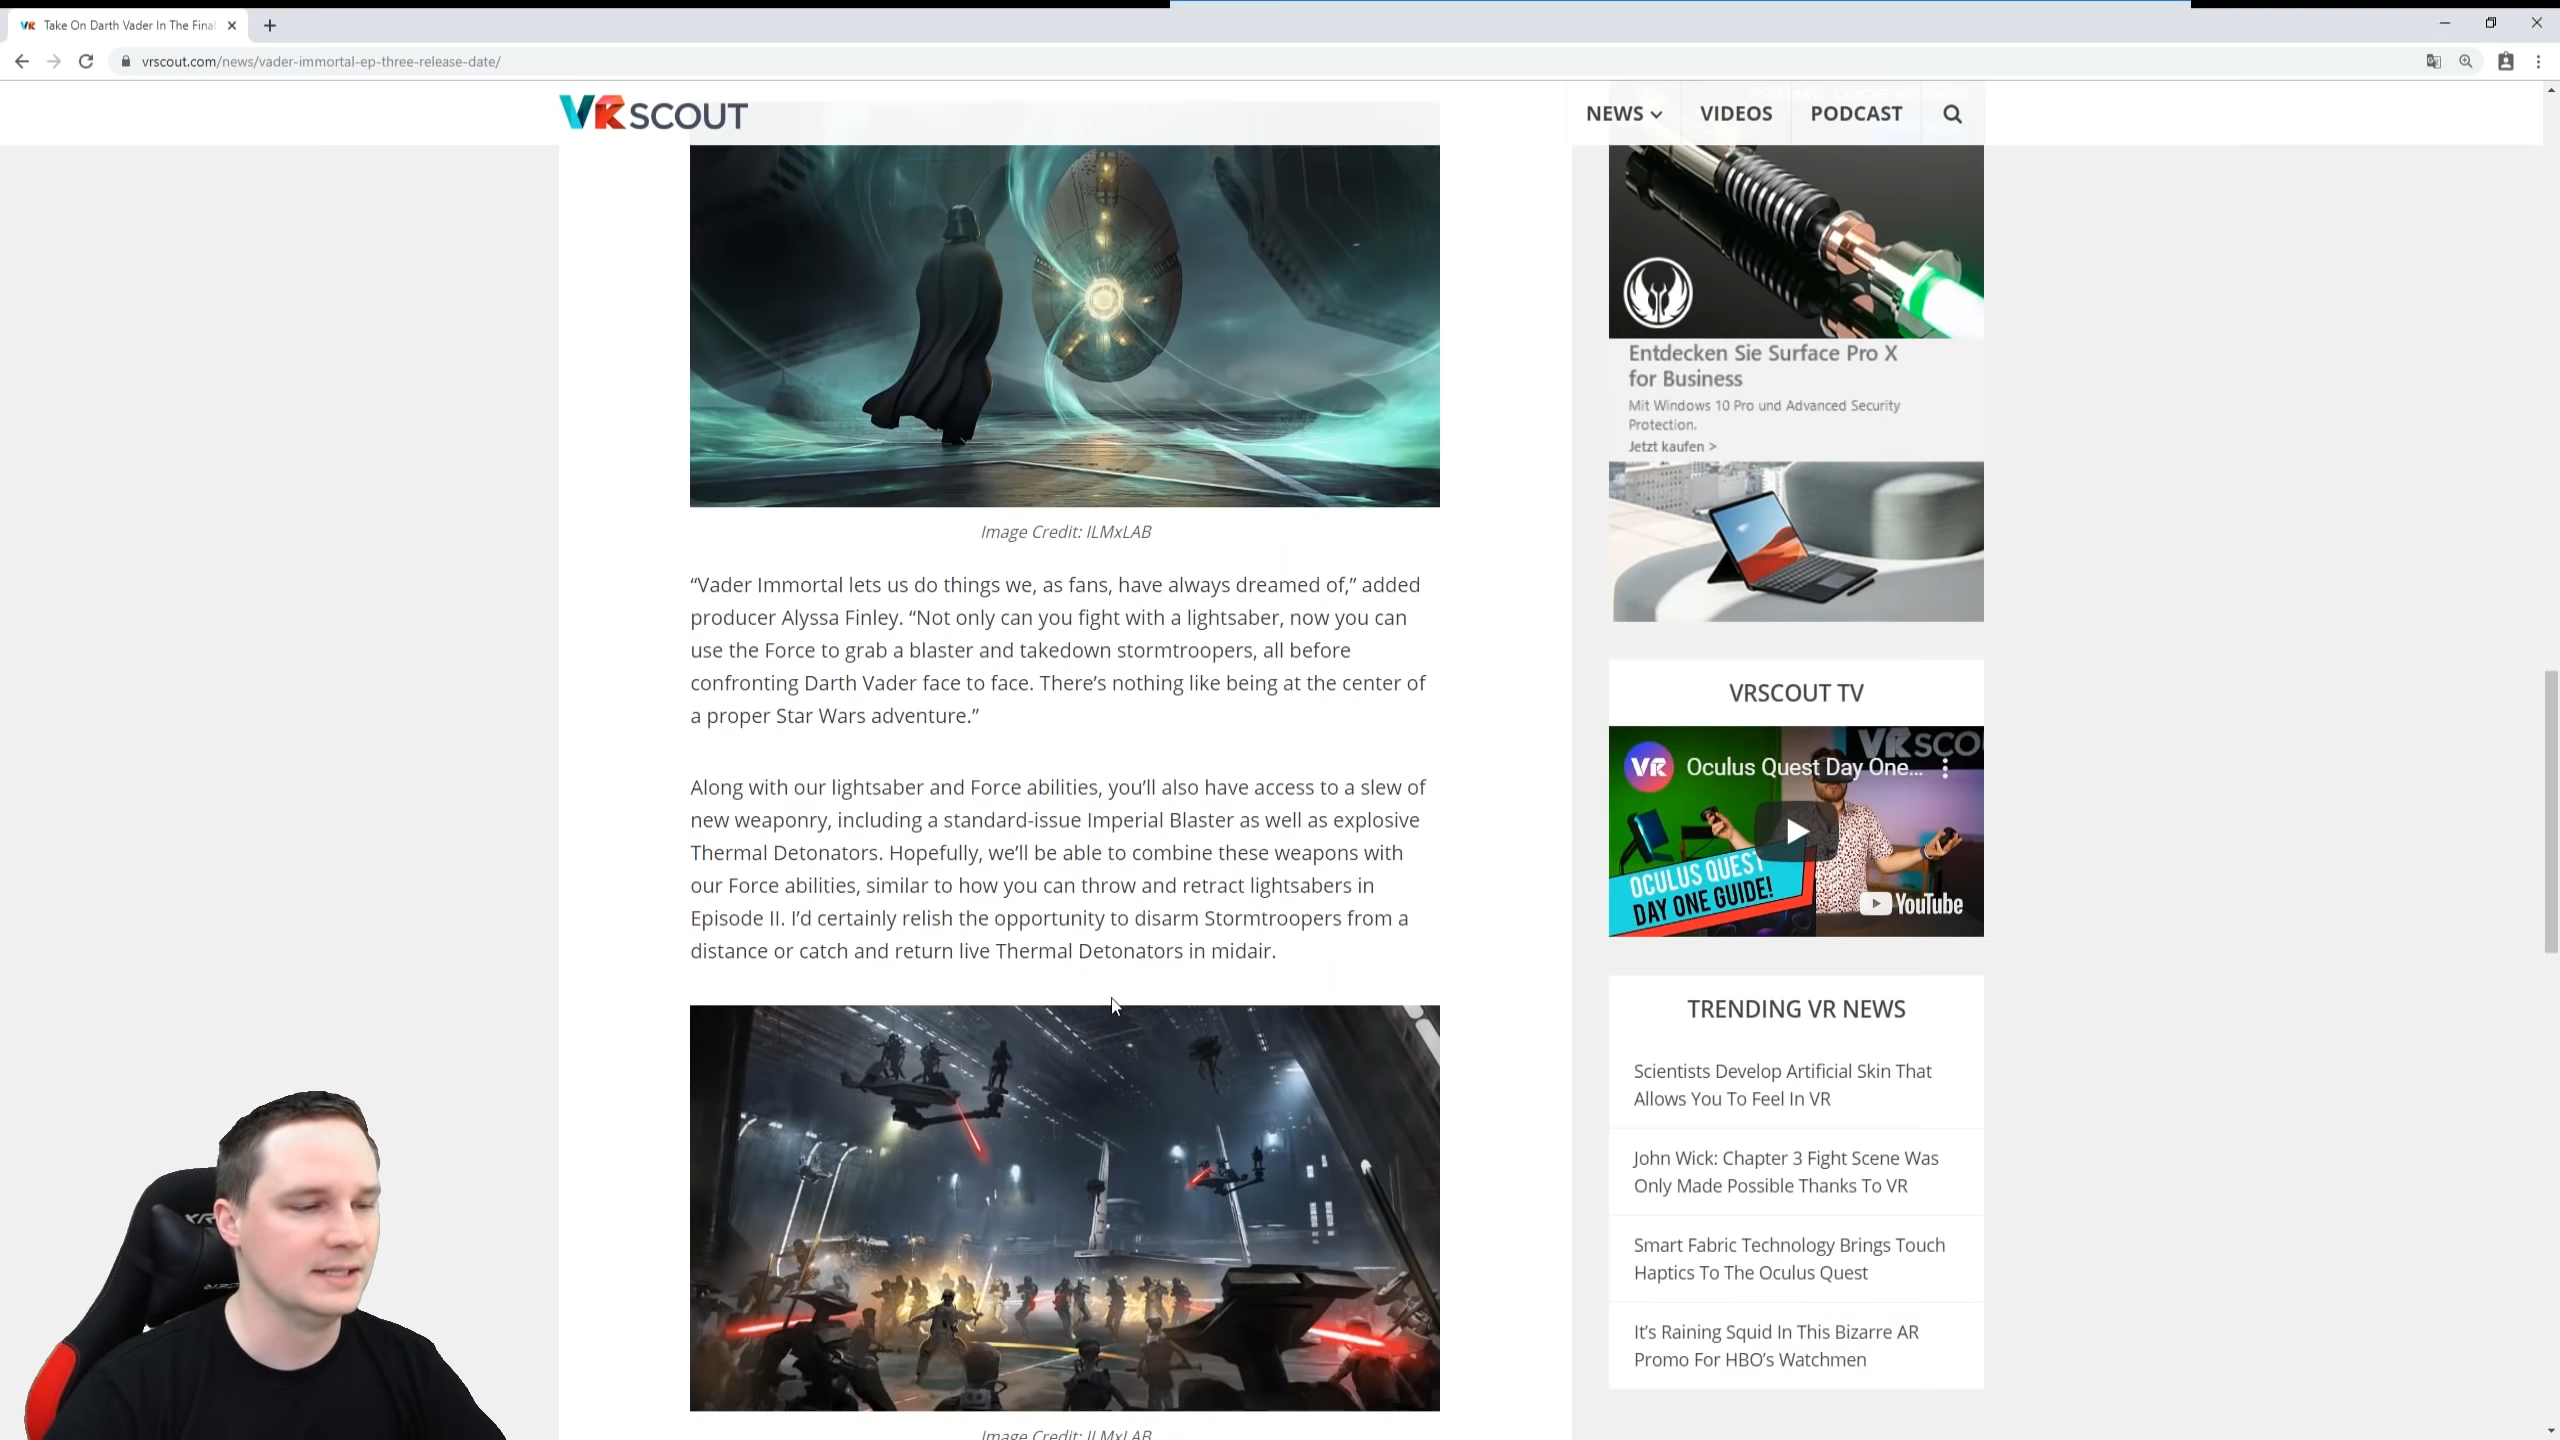 VR Take On Darth Vader In The Final
vrscout.com/news/vader-immortal-ep-three-release-date/
VRSCOUT
NEWS
VIDEOS
PODCAST
Image Credit: ILMxLAB
“Vader Immortal lets us do things we, as fans, have always dreamed of,” added
producer Alyssa Finley. “Not only can you fight with a lightsaber, now you can
use the Force to grab a blaster and takedown stormtroopers, all before
confronting Darth Vader face to face. There’s nothing like being at the center of
a proper Star Wars adventure.”
Along with our lightsaber and Force abilities, you’ll also have access to a slew of
new weaponry, including a standard-issue Imperial Blaster as well as explosive
Thermal Detonators. Hopefully, we’ll be able to combine these weapons with
our Force abilities, similar to how you can throw and retract lightsabers in
Episode II. I’d certainly relish the opportunity to disarm Stormtroopers from a
distance or catch and return live Thermal Detonators in midair.
Image Credit: ILMxLAB
Entdecken Sie Surface Pro X
for Business
Mit Windows 10 Pro und Advanced Security
Protection.
Jetzt kaufen >
VRSCOUT TV
VRSCO
VR Oculus Quest Day One...
OCULUS QUEST
DAY ONE GUIDE!
YouTube
TRENDING VR NEWS
Scientists Develop Artificial Skin That
Allows You To Feel In VR
John Wick: Chapter 3 Fight Scene Was
Only Made Possible Thanks To VR
Smart Fabric Technology Brings Touch
Haptics To The Oculus Quest
It’s Raining Squid In This Bizarre AR
Promo For HBO’s Watchmen